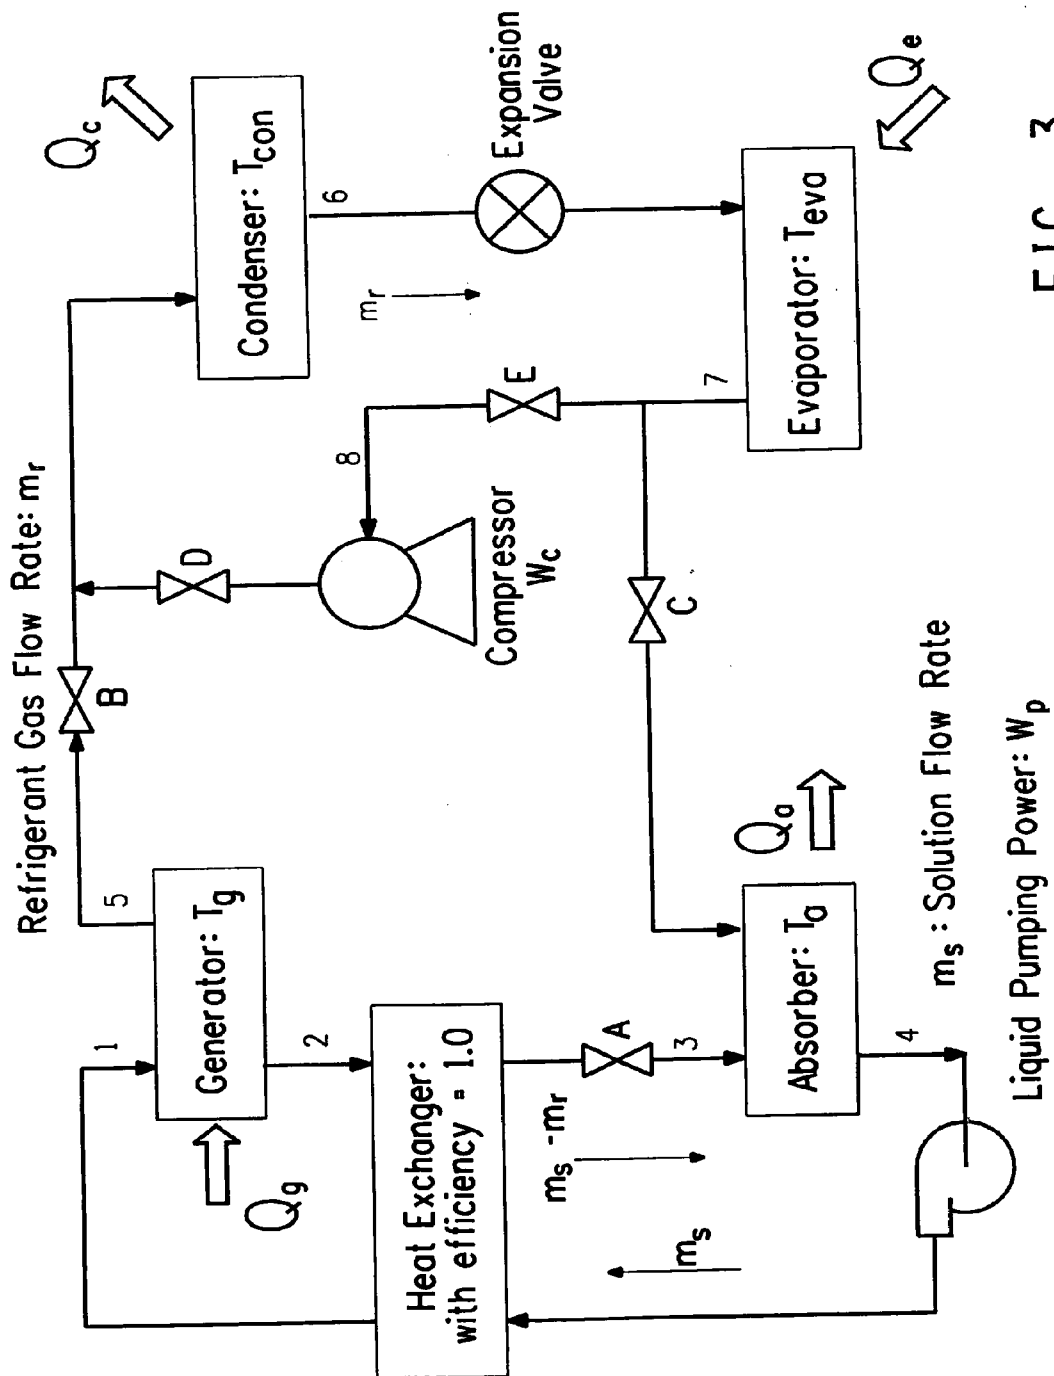 Refrigerant Gas Flow Rate: mr
Qc
Condenser: Tcon
B
D
5
1
Generator: Tg
Qg
2
6
mr
8
Compressor
Wc
E
Expansion
Valve
Heat Exchanger:
with efficiency = 1.0
ms - mr
ms
A
3
C
7
Qa
Absorber: Ta
4
Evaporator: Teva
Qe
ms : Solution Flow Rate
Liquid Pumping Power: Wp
FIG. 3